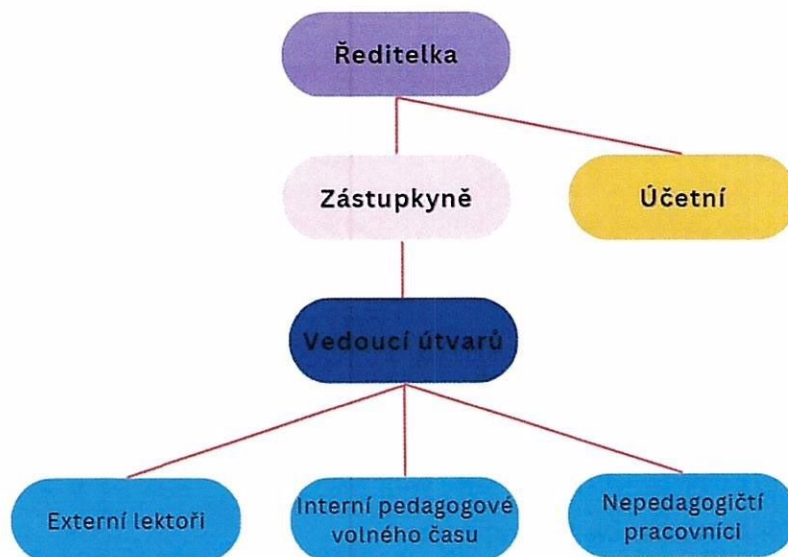 Ředitelka
Zástupkyně
Účetní
Vedoucí útvarů
Externí lektoři
Interní pedagogové
volného času
Nepedagogičtí
pracovníci